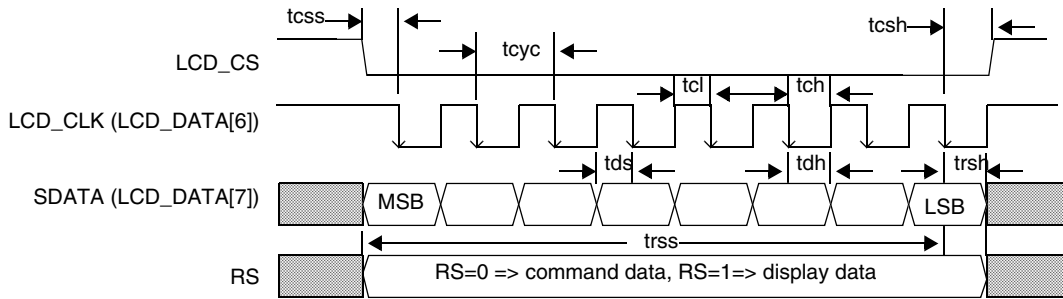 tcss
tcsh
tcyc
LCD_CS
tcl
tch
LCD_CLK (LCD_DATA[6])
tds
tdh
trsh
SDATA (LCD_DATA[7])
MSB
LSB
trss
RS
RS=0 => command data, RS=1=> display data